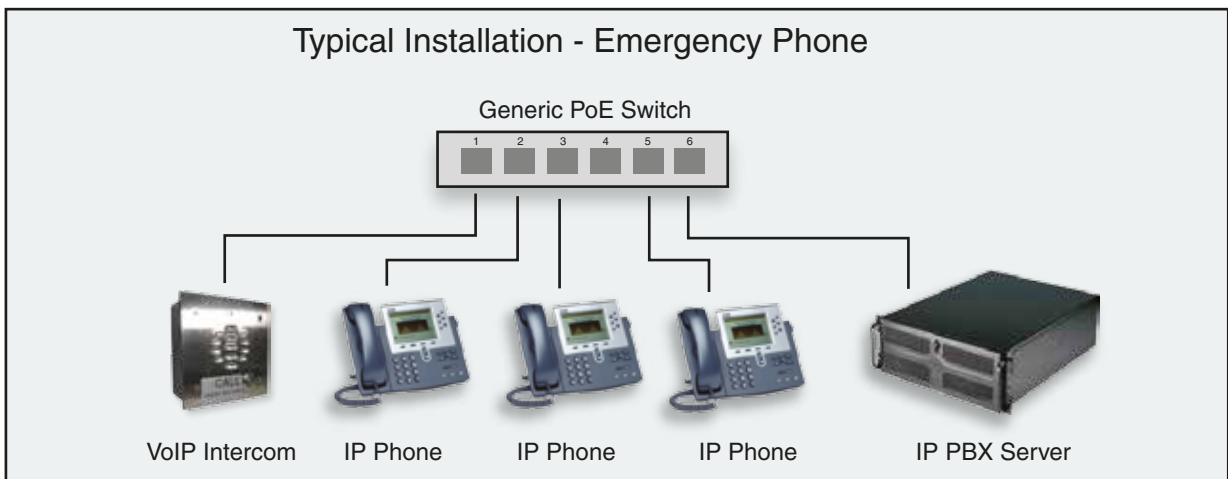 Typical Installation - Emergency Phone
Generic PoE Switch
1 2 3 4 5 6
CALL
VoIP Intercom IP Phone IP Phone IP Phone IP PBX Server